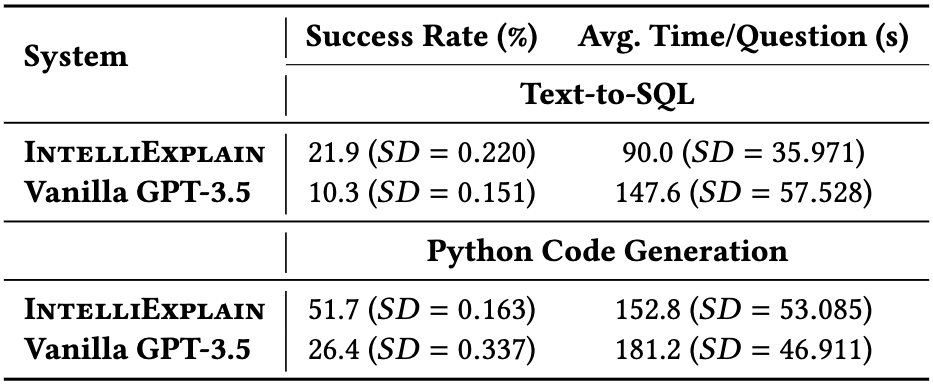 System Success Rate (%) Avg. Time/Question (s)
Text-to-SQL
INTELLIEXPLAIN 21.9 (SD = 0.220) 90.0 (SD = 35.971)
Vanilla GPT-3.5 10.3 (SD = 0.151) 147.6 (SD = 57.528)
Python Code Generation
INTELLIEXPLAIN 51.7 (SD = 0.163) 152.8 (SD = 53.085)
Vanilla GPT-3.5 26.4 (SD = 0.337) 181.2 (SD = 46.911)